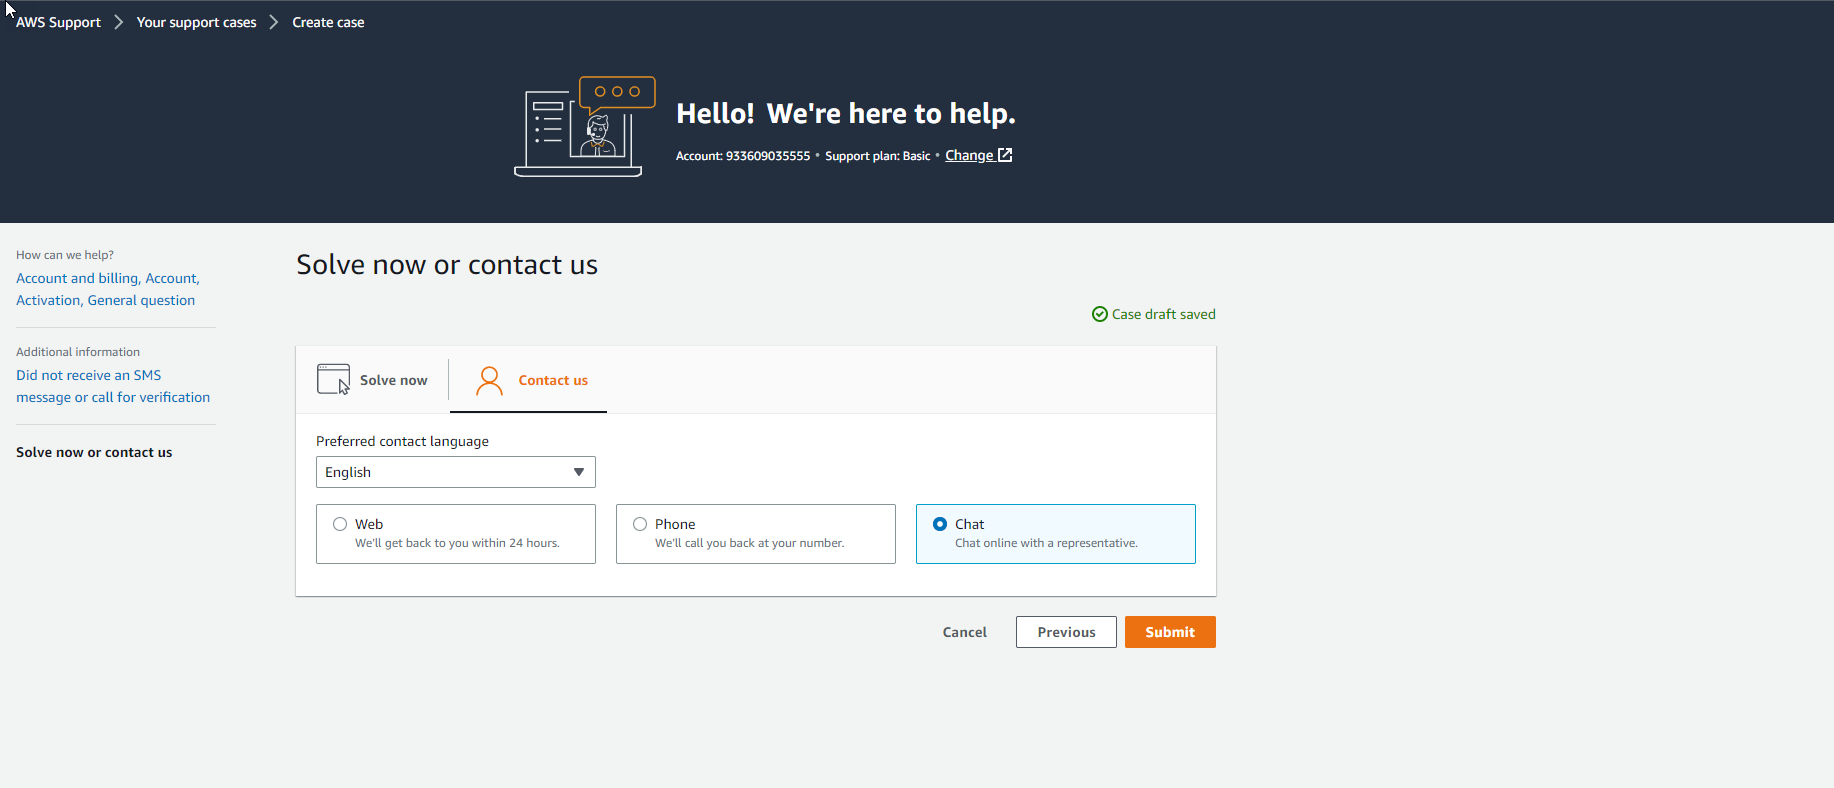 AWS Support > Your support cases > Create case
Hello! We're here to help.
Account: 933609035555 • Support plan: Basic • Change
How can we help?
Account and billing, Account,
Activation, General question
Additional information
Did not receive an SMS
message or call for verification
Solve now or contact us
Solve now or contact us
Case draft saved
Solve now
Contact us
Preferred contact language
English
Web
We'll get back to you within 24 hours.
Phone
We'll call you back at your number.
Chat
Chat online with a representative.
Cancel
Previous
Submit